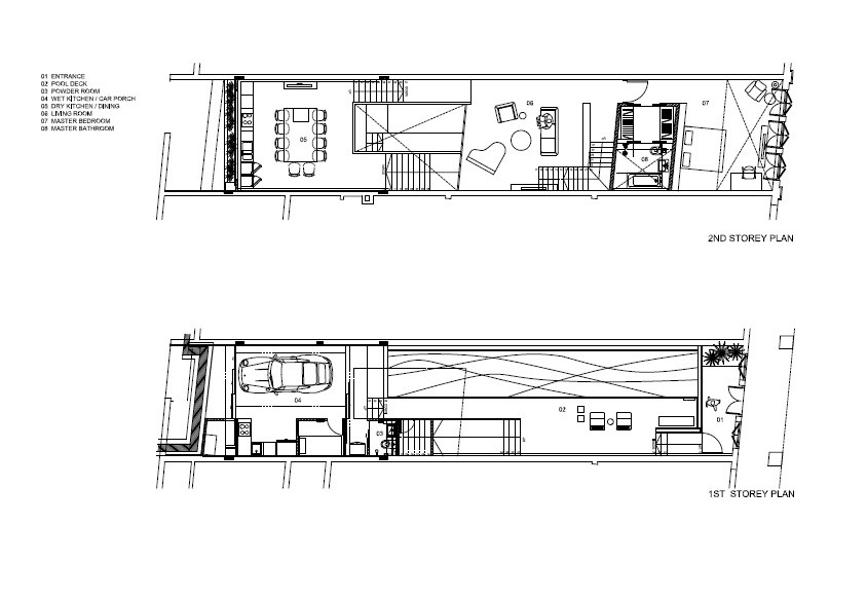 01 ENTRANCE
02 POOL DECK
03 POWDER ROOM
04 WET KITCHEN / CAR PORCH
05 DRY KITCHEN / DINING
06 LIVING ROOM
07 MASTER BEDROOM
08 MASTER BATHROOM
05
06
07
08
2ND STOREY PLAN
04
03
02
01
1ST STOREY PLAN